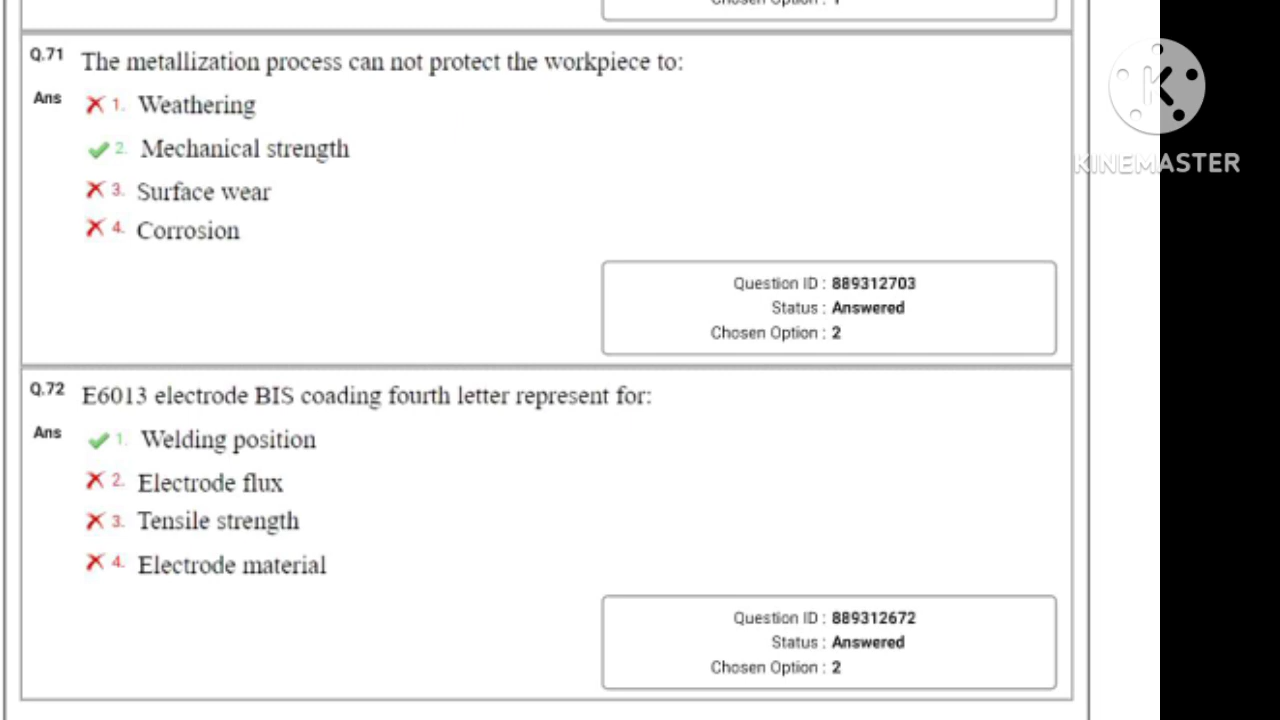 Chosen Option : 1
Q.71 The metallization process can not protect the workpiece to:
Ans 1. Weathering
2. Mechanical strength
3. Surface wear
4. Corrosion
Question ID : 889312703
Status : Answered
Chosen Option : 2
Q.72 E6013 electrode BIS coading fourth letter represent for:
Ans 1. Welding position
2. Electrode flux
3. Tensile strength
4. Electrode material
Question ID : 889312672
Status : Answered
Chosen Option : 2
K
KINEMASTER